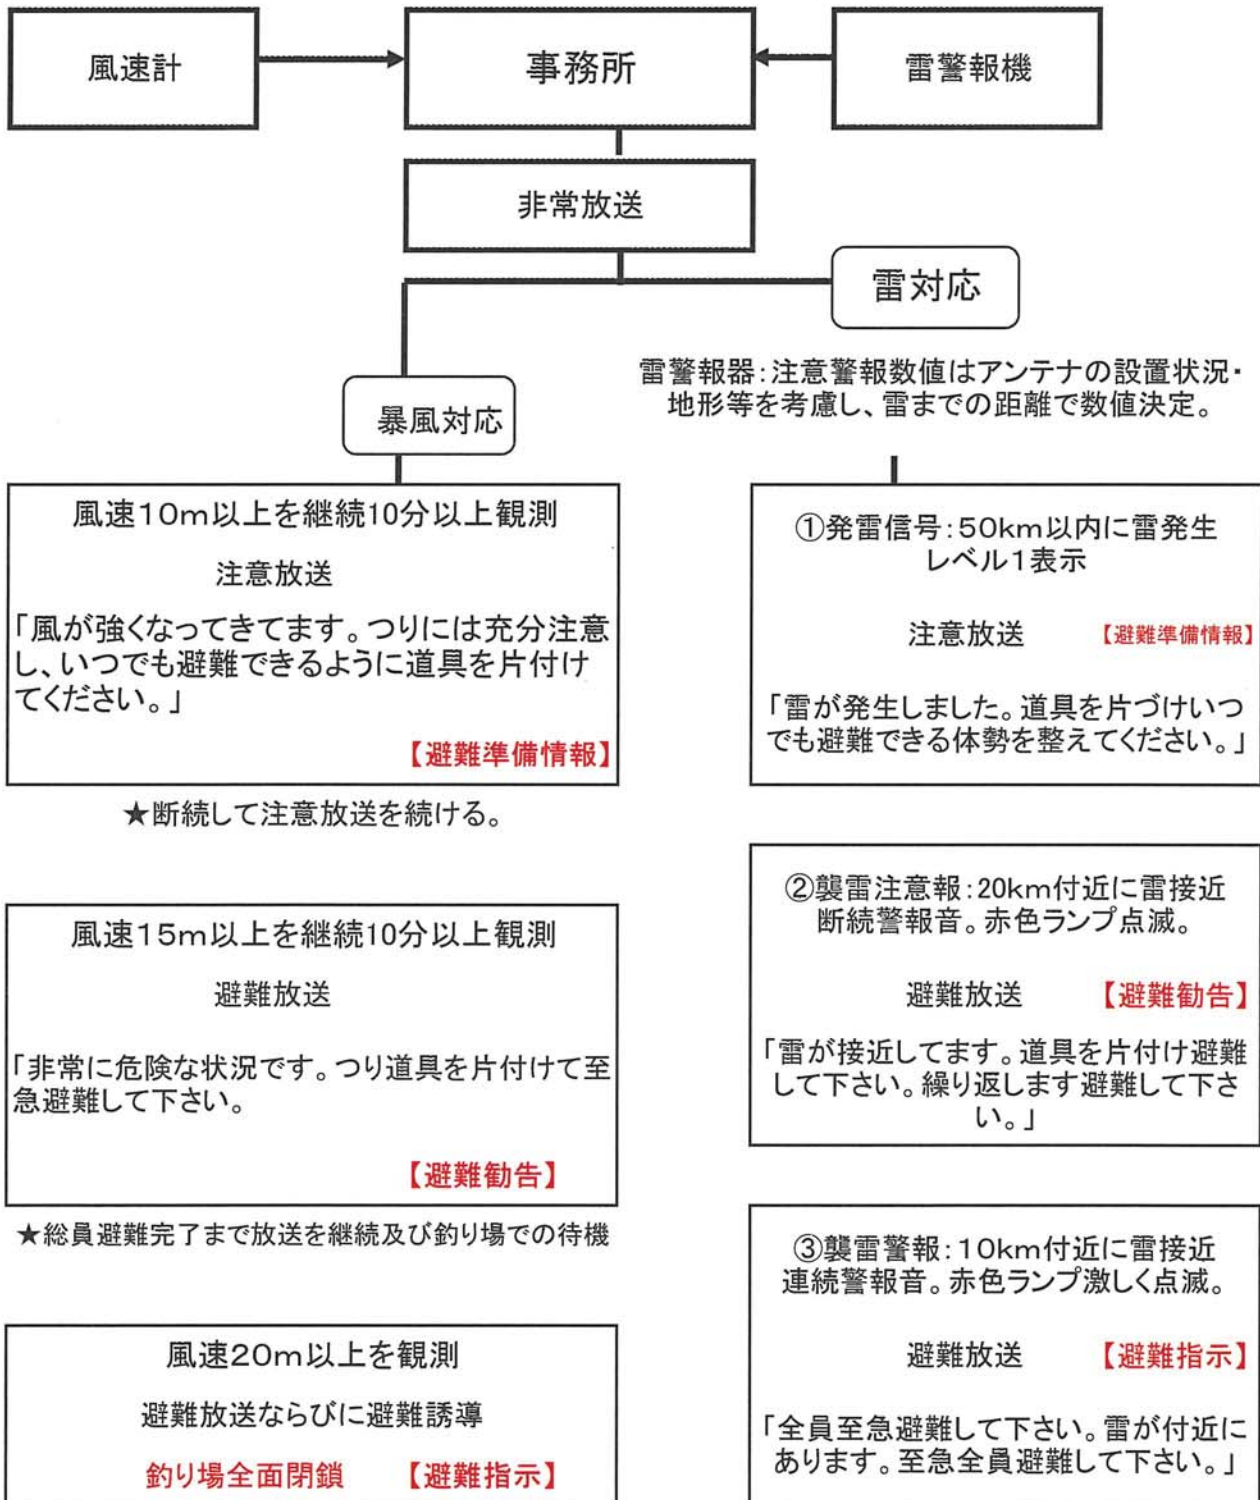 風速計
事務所
雷警報機
非常放送
雷対応
雷警報器:注意警報数値はアンテナの設置状況・
地形等を考慮し、雷までの距離で数値決定。
暴風対応
風速10m以上を継続10分以上観測
注意放送
「風が強くなってきてます。つりには充分注意
し、いつでも避難できるように道具を片付け
てください。」
【避難準備情報】
★断続して注意放送を続ける。
風速15m以上を継続10分以上観測
避難放送
「非常に危険な状況です。つり道具を片付けて至
急避難して下さい。
【避難勧告】
★総員避難完了まで放送を継続及び釣り場での待機
風速20m以上を観測
避難放送ならびに避難誘導
釣り場全面閉鎖 【避難指示】
①発雷信号:50km以内に雷発生
レベル1表示
注意放送 【避難準備情報】
「雷が発生しました。道具を片づけいつ
でも避難できる体勢を整えてください。」
②襲雷注意報:20km付近に雷接近
断続警報音。赤色ランプ点滅。
避難放送 【避難勧告】
「雷が接近してます。道具を片付け避難
して下さい。繰り返します避難して下さ
い。」
③襲雷警報:10km付近に雷接近
連続警報音。赤色ランプ激しく点滅。
避難放送 【避難指示】
「全員至急避難して下さい。雷が付近に
あります。至急全員避難して下さい。」